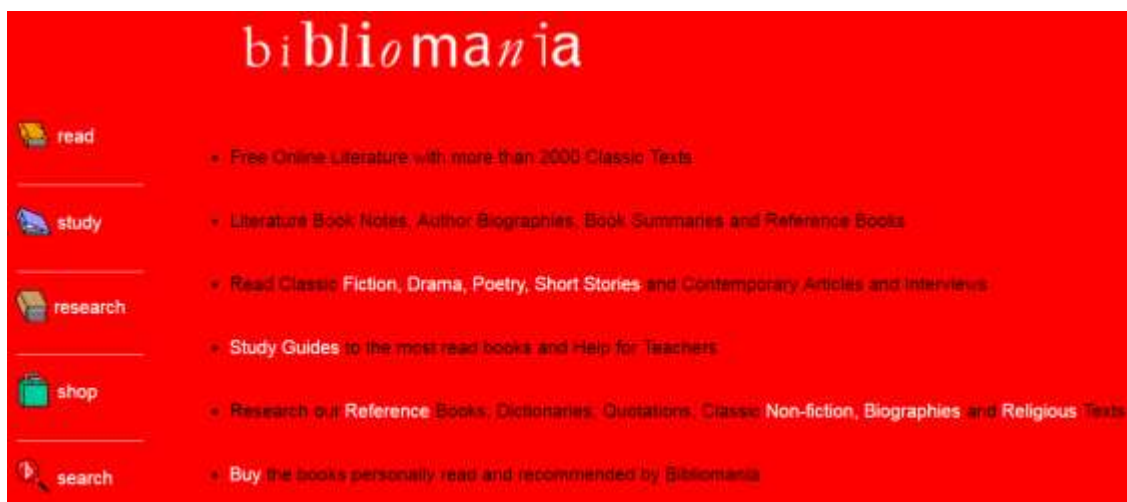 bibliomania
read
• Free Online Literature with more than 2000 Classic Texts
study
• Literature Book Notes, Author Biographies, Book Summaries and Reference Books
research
• Read Classic Fiction, Drama, Poetry, Short Stories and Contemporary Articles and Interviews
• Study Guides to the most read books and Help for Teachers
shop
• Research our Reference Books, Dictionaries, Quotations, Classic Non-fiction, Biographies and Religious Texts
search
• Buy the books personally read and recommended by Bibliomania